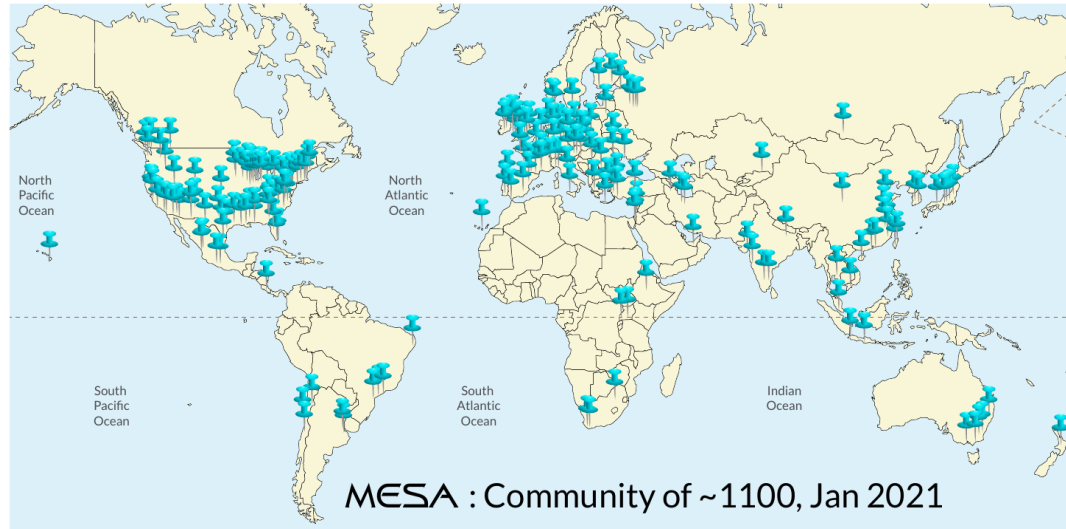 North
Pacific
Ocean
North
Atlantic
Ocean
South
Pacific
Ocean
South
Atlantic
Ocean
Indian
Ocean
MESA : Community of ~1100, Jan 2021